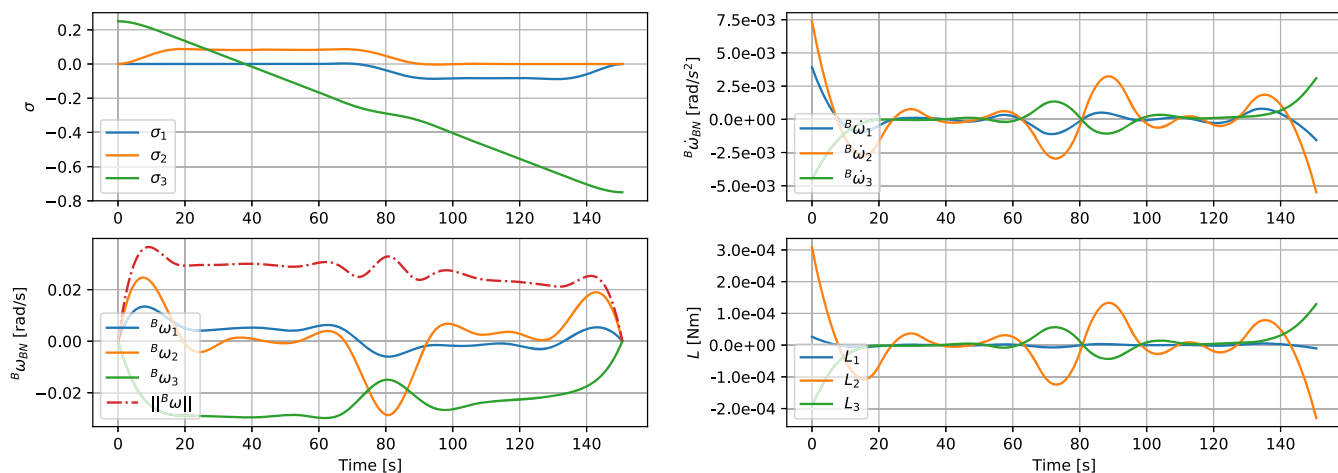 0.2
0.0
−0.2
−0.4
−0.6
−0.8
σ
σ₁
σ₂
σ₃
0 20 40 60 80 100 120 140
7.5e-03
5.0e-03
2.5e-03
0.0e+00
-2.5e-03
-5.0e-03
ᴮω̇_BN [rad/s²]
ᴮω̇₁
ᴮω̇₂
ᴮω̇₃
0 20 40 60 80 100 120 140
0.02
0.00
−0.02
ᴮω_BN [rad/s]
ᴮω₁
ᴮω₂
ᴮω₃
||ᴮω||
0 20 40 60 80 100 120 140
Time [s]
3.0e-04
2.0e-04
1.0e-04
0.0e+00
-1.0e-04
-2.0e-04
L [Nm]
L₁
L₂
L₃
0 20 40 60 80 100 120 140
Time [s]